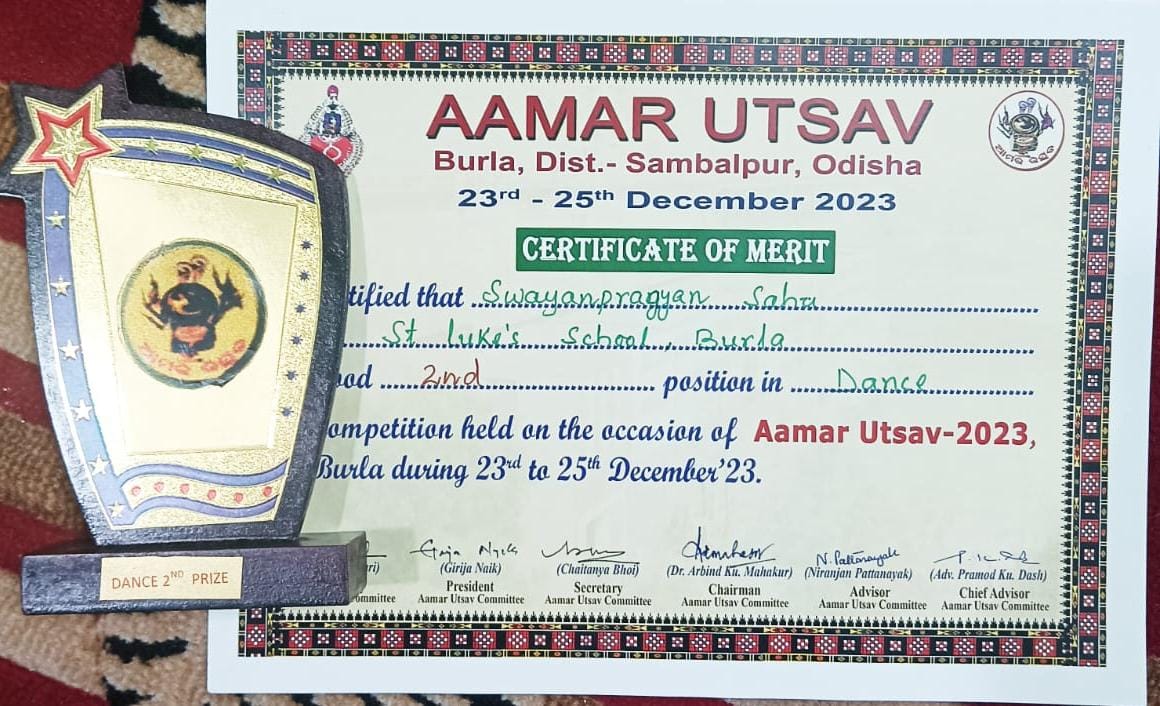 AAMAR UTSAV
Burla, Dist.- Sambalpur, Odisha
23rd - 25th December 2023
CERTIFICATE OF MERIT
tified that Swayanpragyan Sahu
St luke's School, Burla
ood 2nd position in Dance
ompetition held on the occasion of Aamar Utsav-2023,
Burla during 23rd to 25th December'23.
N. Pattanayak
ari) (Girija Naik) (Chaitanya Bhoi) (Dr. Arbind Ku. Mahakur) (Niranjan Pattanayak) (Adv. Pramod Ku. Dash)
President Secretary Chairman Advisor Chief Advisor
ommittee Aamar Utsav Committee Aamar Utsav Committee Aamar Utsav Committee Aamar Utsav Committee Aamar Utsav Committee
DANCE 2ND PRIZE